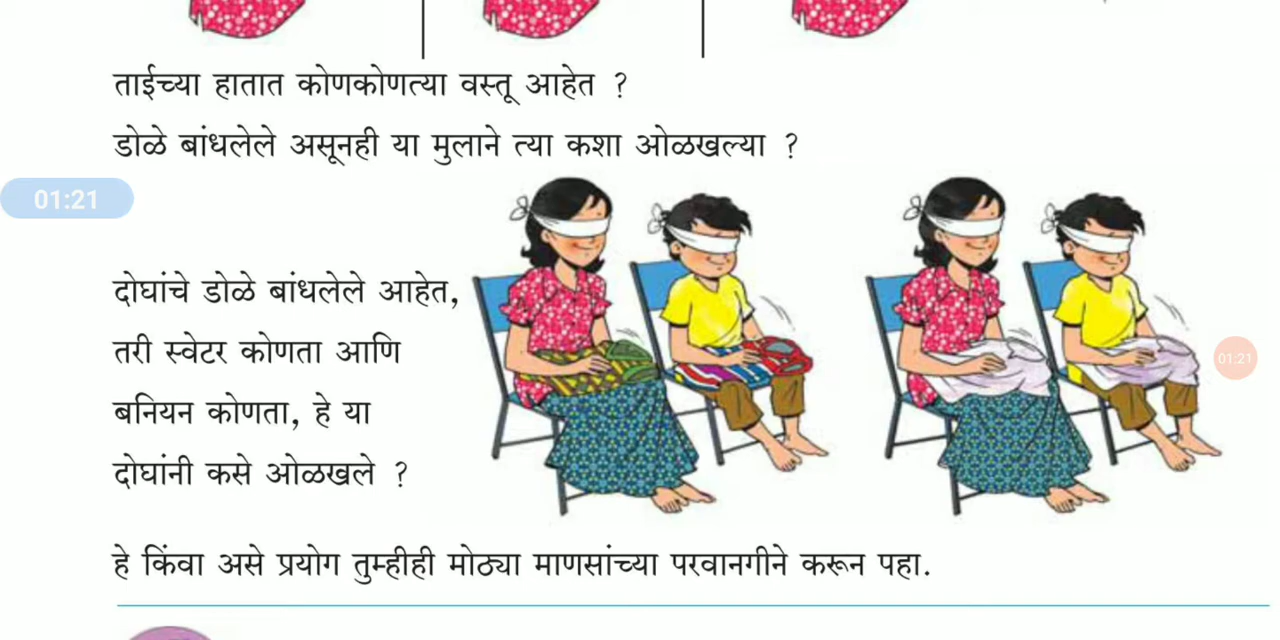 ताईच्या हातात कोणकोणत्या वस्तू आहेत ?
डोळे बांधलेले असूनही या मुलाने त्या कशा ओळखल्या ?
01:21
दोघांचे डोळे बांधलेले आहेत,
तरी स्वेटर कोणता आणि
01:21
बनियन कोणता, हे या
दोघांनी कसे ओळखले ?
हे किंवा असे प्रयोग तुम्हीही मोठ्या माणसांच्या परवानगीने करून पहा.